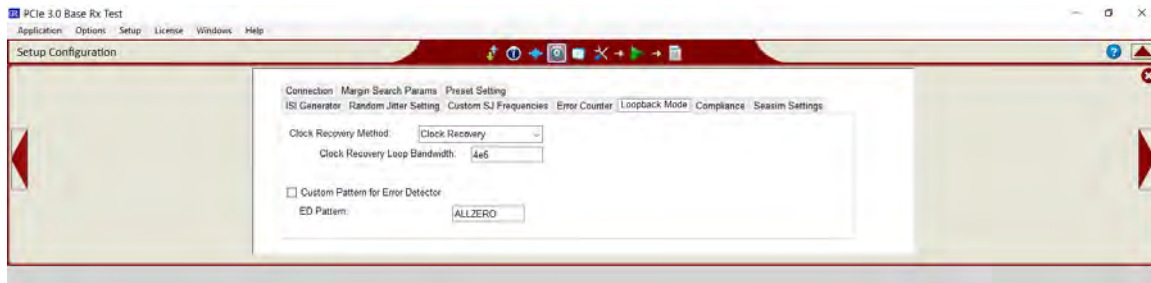 PCIe 3.0 Base Rx Test
Application Options Setup License Windows Help
Setup Configuration
Connection Margin Search Params Preset Setting
ISI Generator Random Jitter Setting Custom SJ Frequencies Error Counter Loopback Mode Compliance Seasim Settings
Clock Recovery Method: Clock Recovery
Clock Recovery Loop Bandwidth: 4e6
Custom Pattern for Error Detector
ED Pattern: ALLZERO